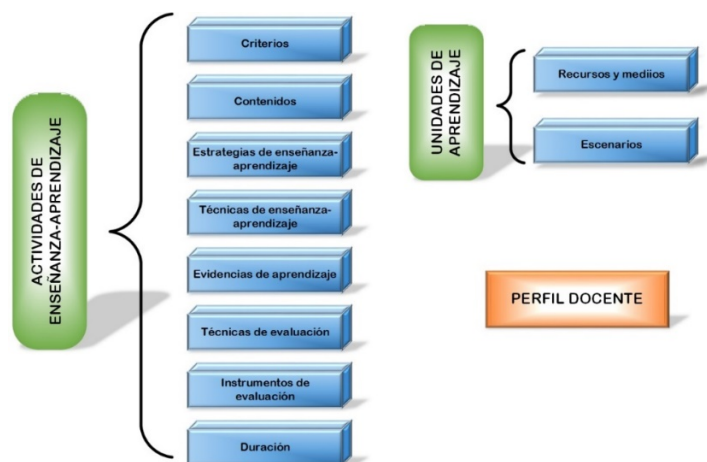 ACTIVIDADES DE
ENSEÑANZA-APRENDIZAJE
Criterios
Contenidos
Estrategias de enseñanza-
aprendizaje
Técnicas de enseñanza-
aprendizaje
Evidencias de aprendizaje
Técnicas de evaluación
Instrumentos de
evaluación
Duración
UNIDADES DE
APRENDIZAJE
Recursos y mediios
Escenarios
PERFIL DOCENTE